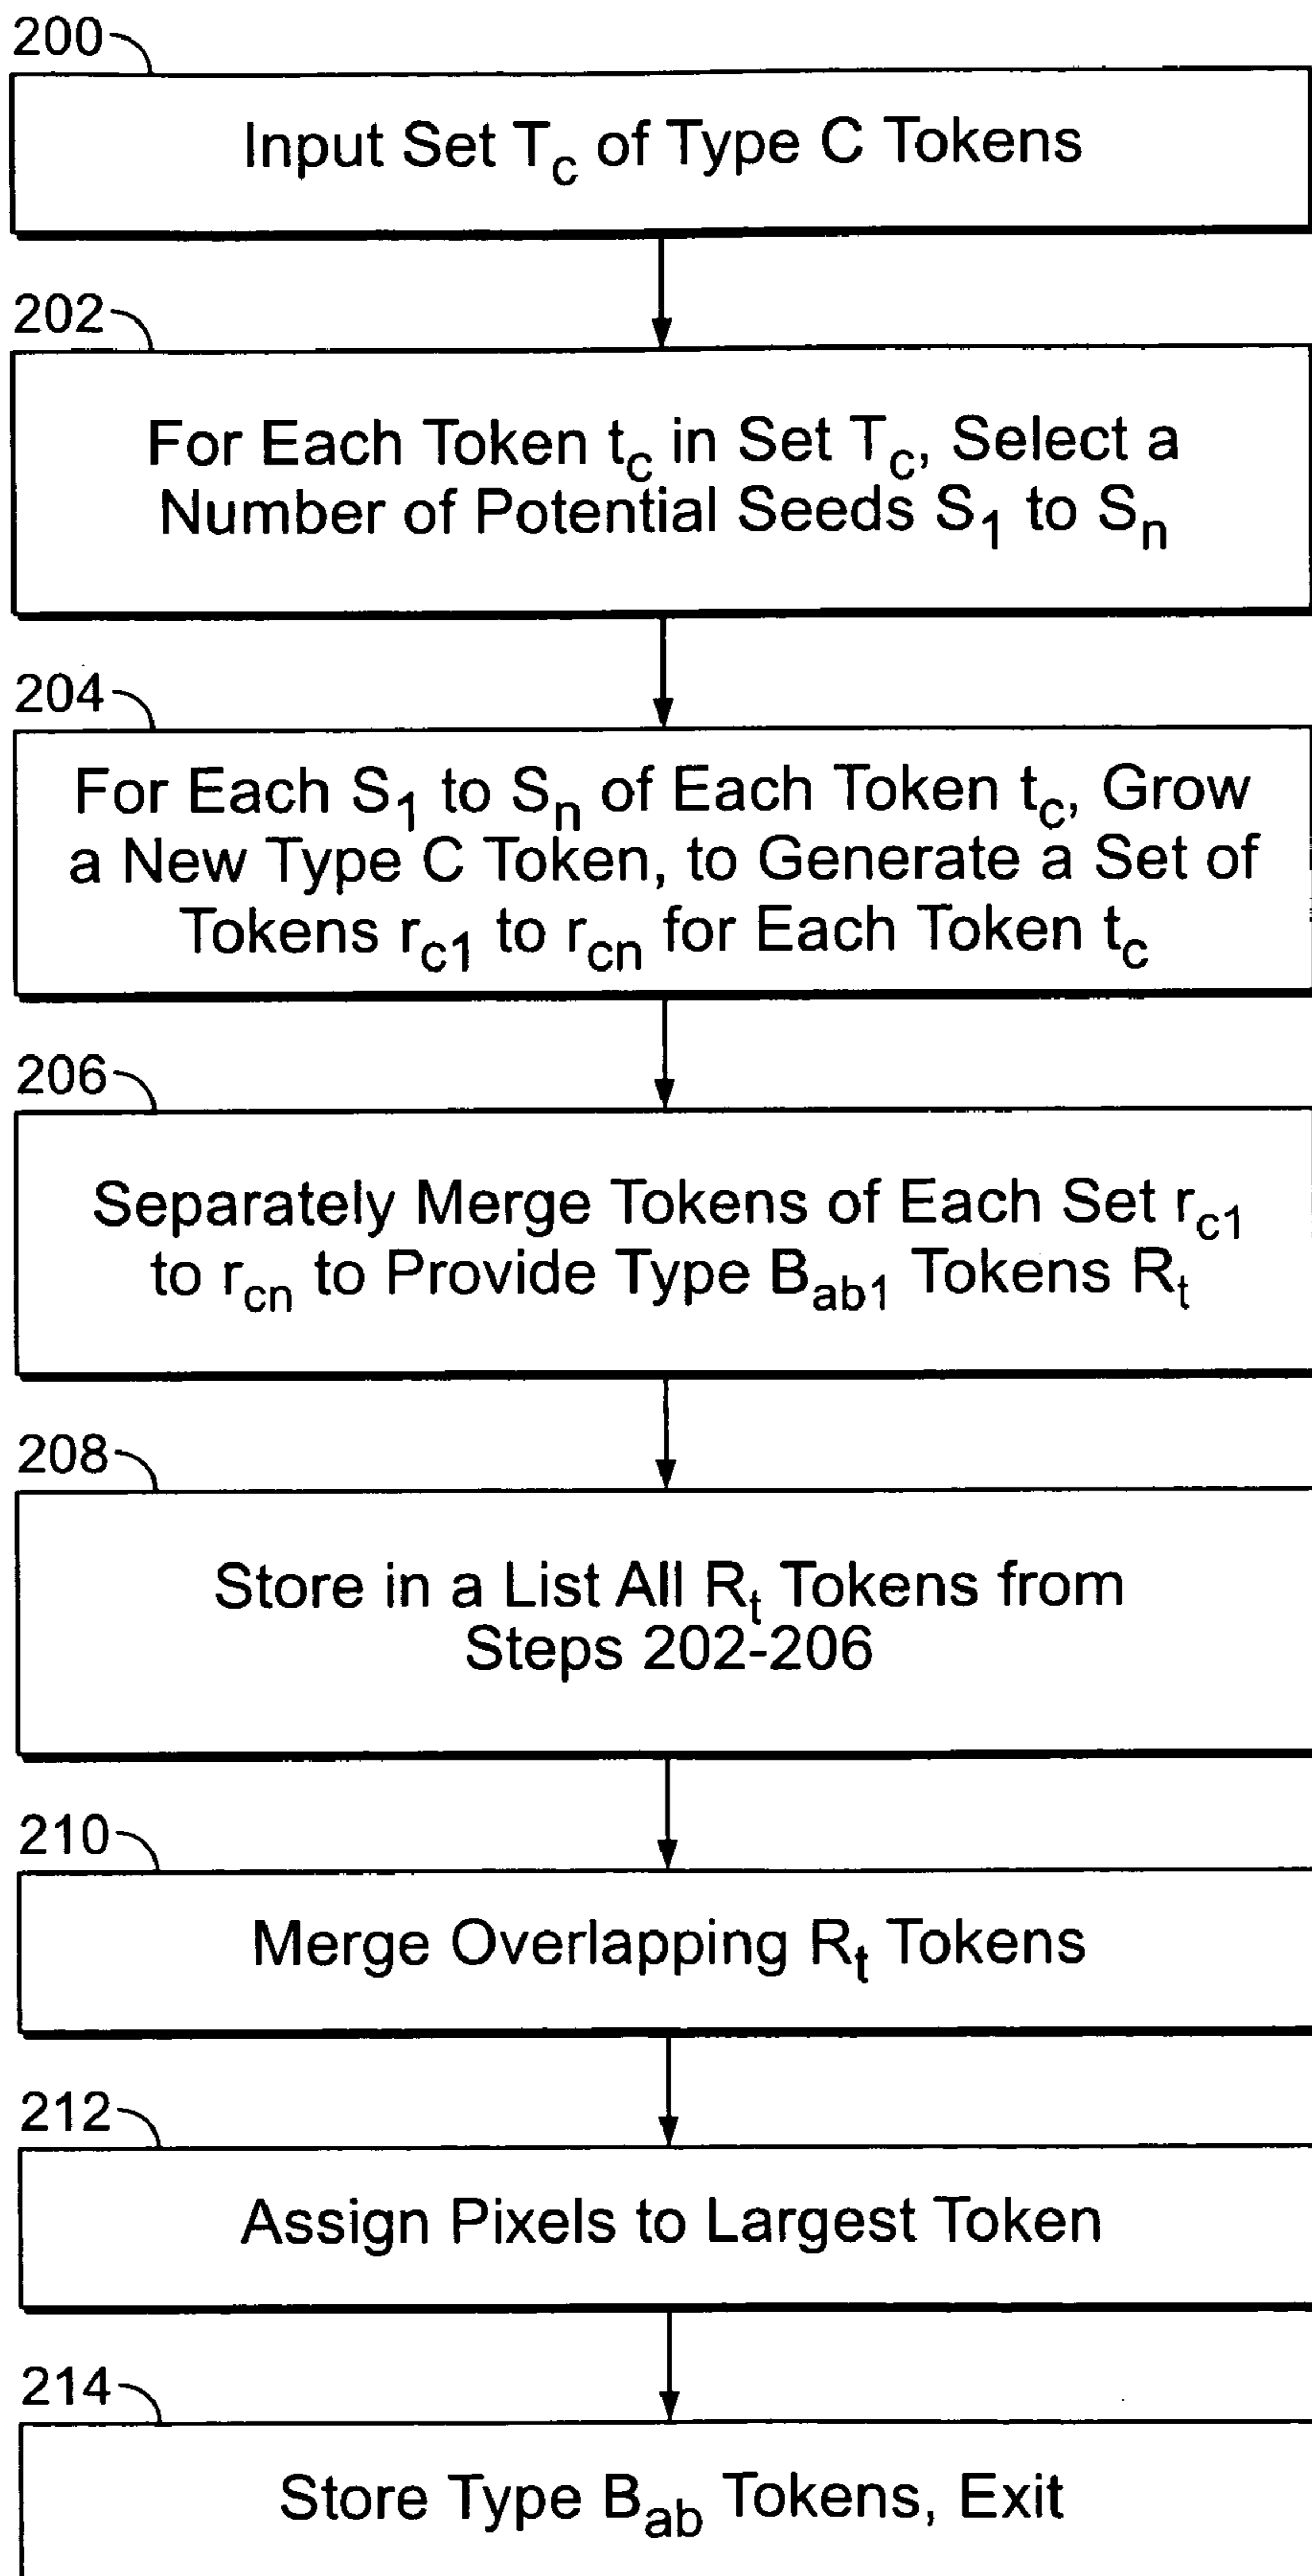 200
Input Set Tc of Type C Tokens
202
For Each Token tc in Set Tc, Select a
Number of Potential Seeds S1 to Sn
204
For Each S1 to Sn of Each Token tc, Grow
a New Type C Token, to Generate a Set of
Tokens rc1 to rcn for Each Token tc
206
Separately Merge Tokens of Each Set rc1
to rcn to Provide Type Bab1 Tokens Rt
208
Store in a List All Rt Tokens from
Steps 202-206
210
Merge Overlapping Rt Tokens
212
Assign Pixels to Largest Token
214
Store Type Bab Tokens, Exit